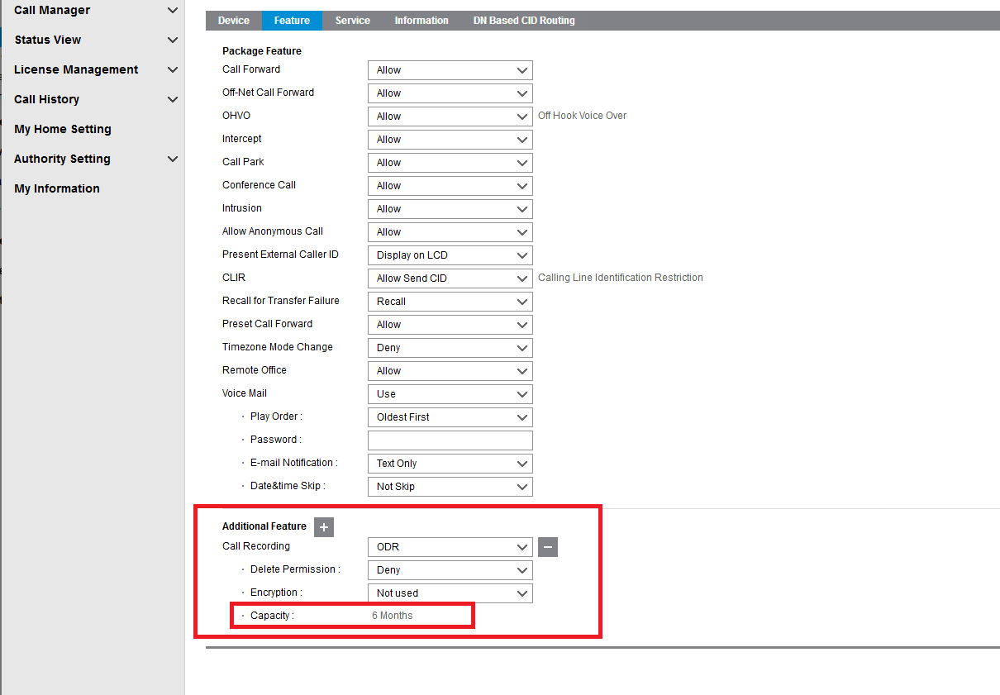 Call Manager
Status View
License Management
Call History
My Home Setting
Authority Setting
My Information
Device Feature Service Information DN Based CID Routing
Package Feature
Call Forward Allow
Off-Net Call Forward Allow
OHVO Allow Off Hook Voice Over
Intercept Allow
Call Park Allow
Conference Call Allow
Intrusion Allow
Allow Anonymous Call Allow
Present External Caller ID Display on LCD
CLIR Allow Send CID Calling Line Identification Restriction
Recall for Transfer Failure Recall
Preset Call Forward Allow
Timezone Mode Change Deny
Remote Office Allow
Voice Mail Use
· Play Order : Oldest First
· Password :
· E-mail Notification : Text Only
· Date&time Skip : Not Skip
Additional Feature +
Call Recording ODR −
· Delete Permission : Deny
· Encryption : Not used
· Capacity : 6 Months